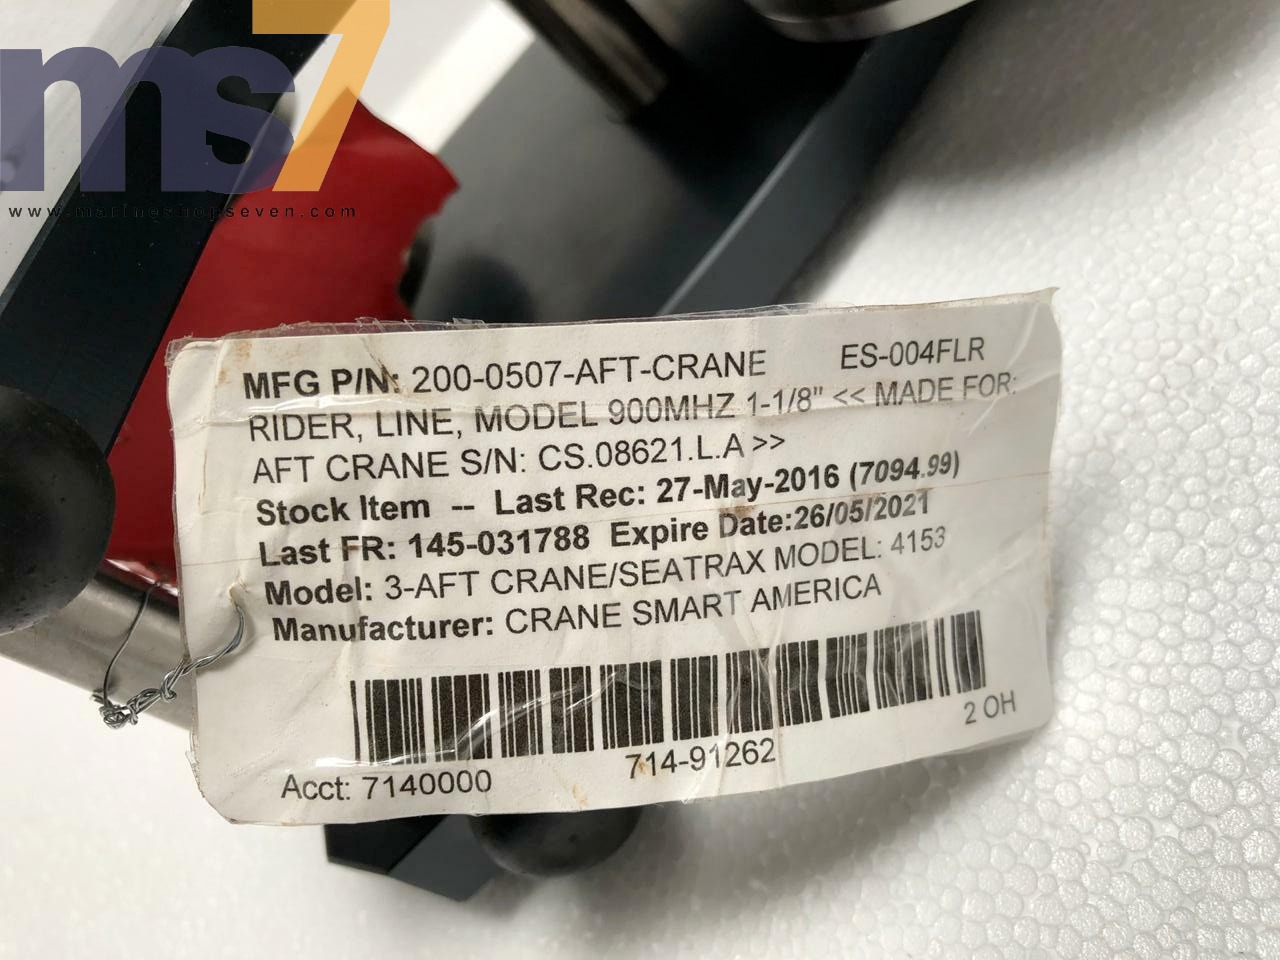 ms7
www.marineshopseven.com
MFG P/N: 200-0507-AFT-CRANE ES-004FLR
RIDER, LINE, MODEL 900MHZ 1-1/8" << MADE FOR:
AFT CRANE S/N: CS.08621.L.A >>
Stock Item -- Last Rec: 27-May-2016 (7094.99)
Last FR: 145-031788 Expire Date:26/05/2021
Model: 3-AFT CRANE/SEATRAX MODEL: 4153
Manufacturer: CRANE SMART AMERICA
2 OH
Acct: 7140000 714-91262